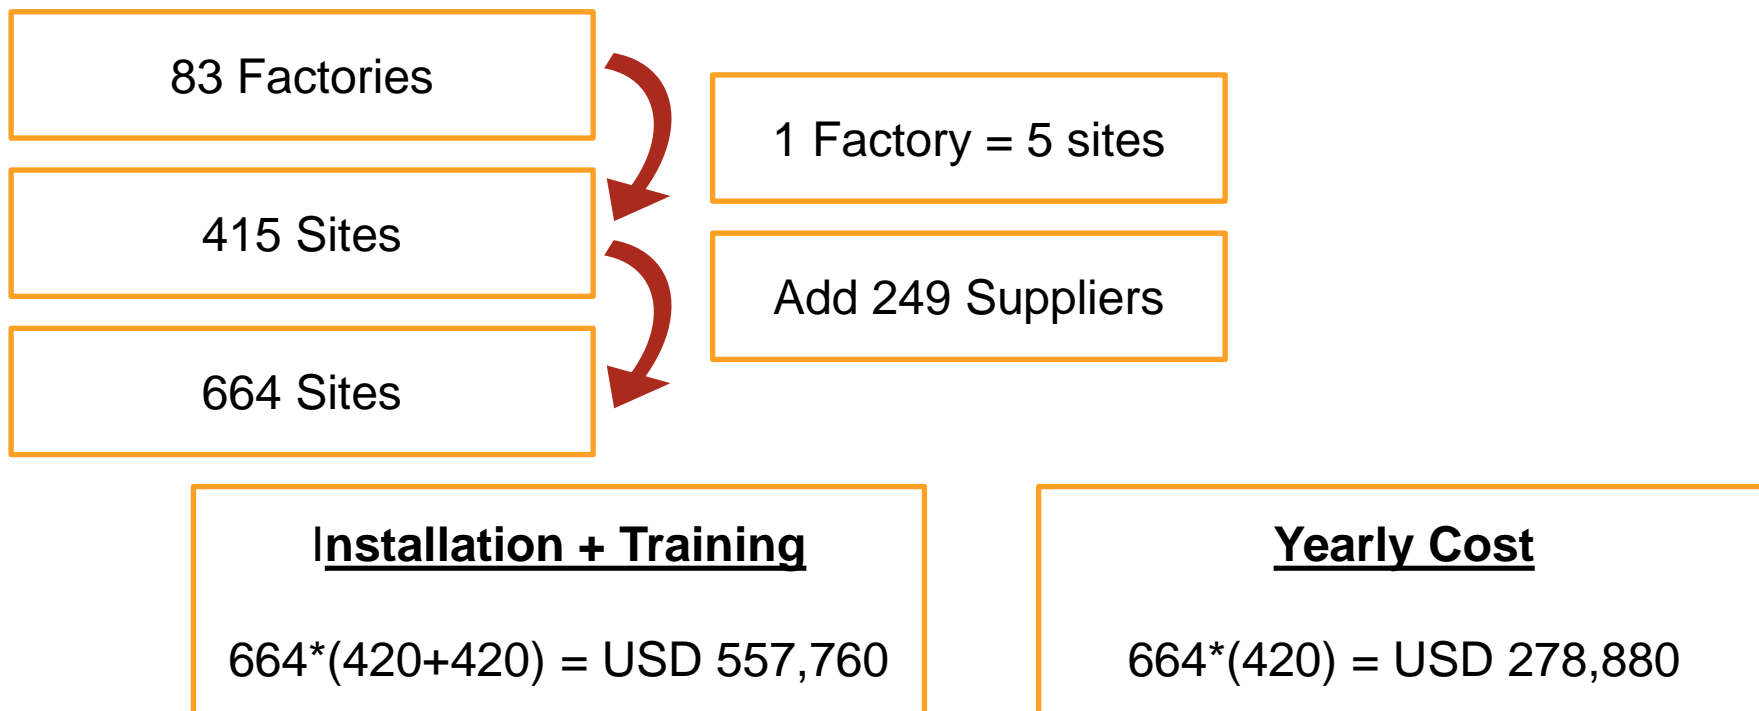 83 Factories
1 Factory = 5 sites
415 Sites
Add 249 Suppliers
664 Sites
Installation + Training
664*(420+420) = USD 557,760
Yearly Cost
664*(420) = USD 278,880